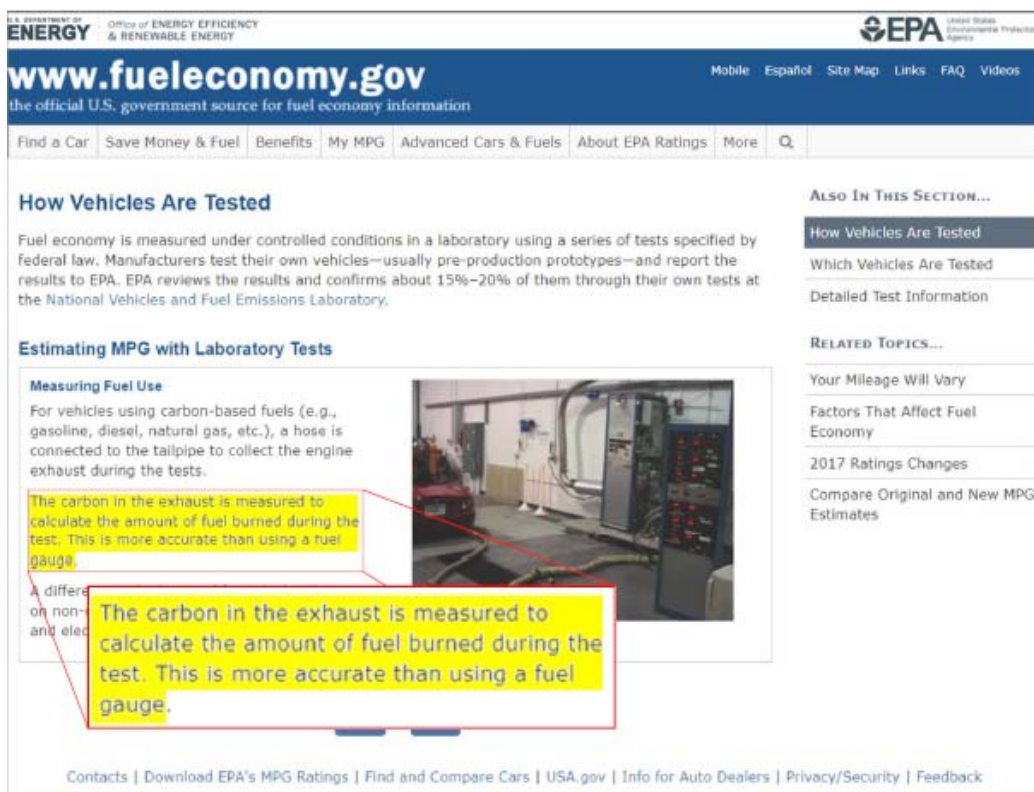 U.S. DEPARTMENT OF
ENERGY
Office of ENERGY EFFICIENCY
& RENEWABLE ENERGY
EPA
United States
Environmental Protection
Agency
www.fueleconomy.gov
the official U.S. government source for fuel economy information
Mobile Español Site Map Links FAQ Videos
Find a Car Save Money & Fuel Benefits My MPG Advanced Cars & Fuels About EPA Ratings More
How Vehicles Are Tested
Fuel economy is measured under controlled conditions in a laboratory using a series of tests specified by
federal law. Manufacturers test their own vehicles—usually pre-production prototypes—and report the
results to EPA. EPA reviews the results and confirms about 15%–20% of them through their own tests at
the National Vehicles and Fuel Emissions Laboratory.
Estimating MPG with Laboratory Tests
Measuring Fuel Use
For vehicles using carbon-based fuels (e.g.,
gasoline, diesel, natural gas, etc.), a hose is
connected to the tailpipe to collect the engine
exhaust during the tests.
The carbon in the exhaust is measured to
calculate the amount of fuel burned during the
test. This is more accurate than using a fuel
gauge.
A differe
on non-
and elec
The carbon in the exhaust is measured to
calculate the amount of fuel burned during the
test. This is more accurate than using a fuel
gauge.
ALSO IN THIS SECTION...
How Vehicles Are Tested
Which Vehicles Are Tested
Detailed Test Information
RELATED TOPICS...
Your Mileage Will Vary
Factors That Affect Fuel
Economy
2017 Ratings Changes
Compare Original and New MPG
Estimates
Contacts | Download EPA's MPG Ratings | Find and Compare Cars | USA.gov | Info for Auto Dealers | Privacy/Security | Feedback